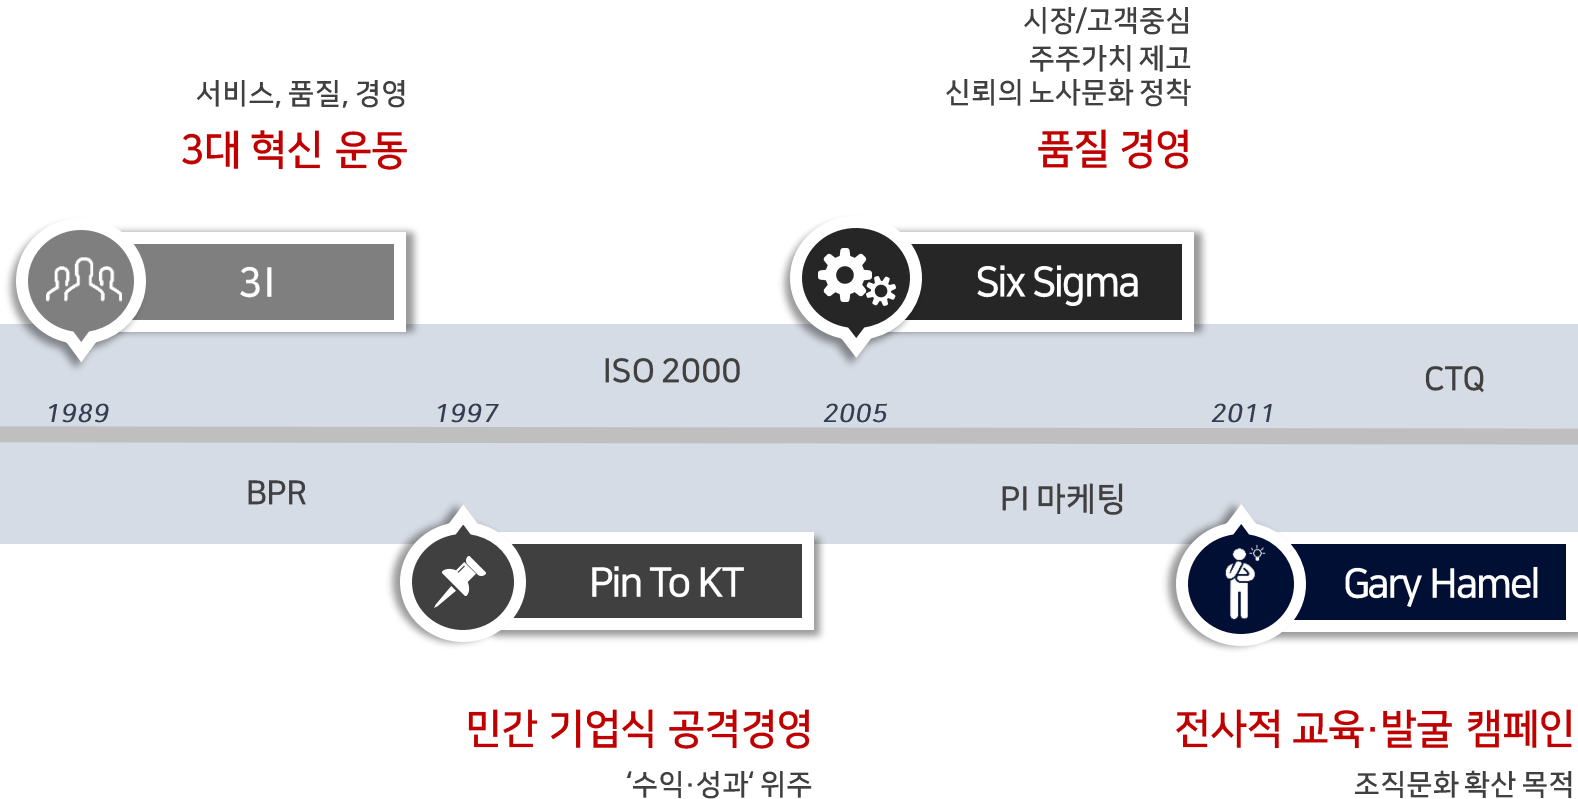 시장/고객중심
주주가치 제고
서비스, 품질, 경영
신뢰의 노사문화 정착
3대 혁신 운동
품질 경영
3I
Six Sigma
ISO 2000
CTQ
1989
1997
2005
2011
BPR
PI 마케팅
Pin To KT
Gary Hamel
민간 기업식 공격경영
전사적 교육·발굴 캠페인
‘수익·성과‘ 위주
조직문화 확산 목적